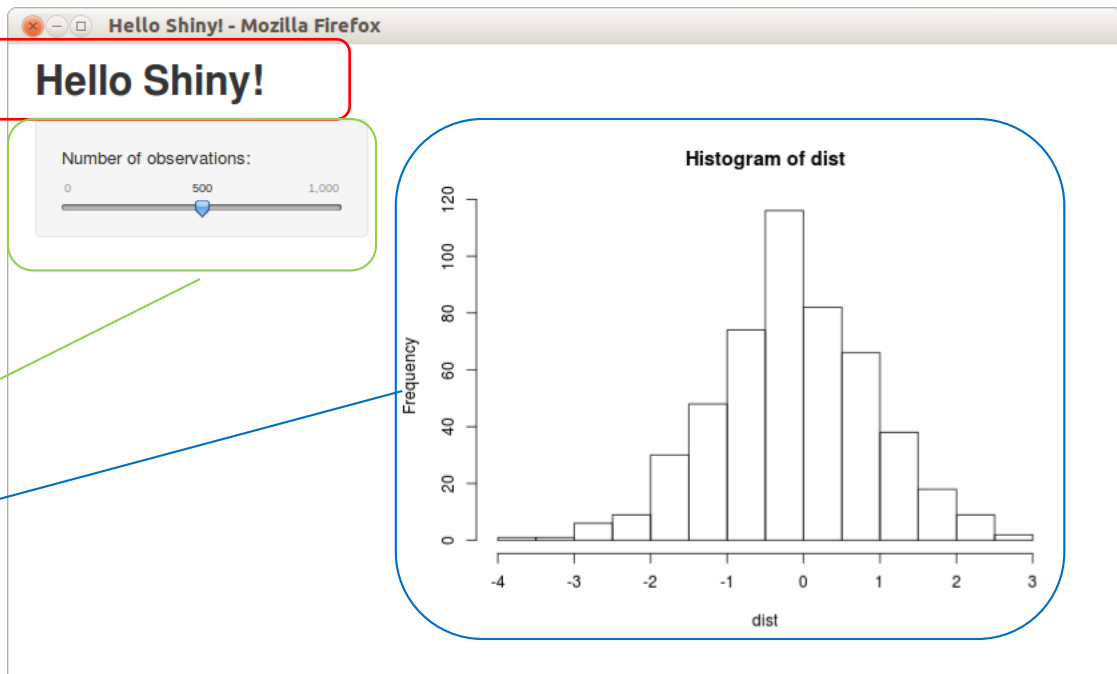 Hello Shiny! - Mozilla Firefox
Hello Shiny!
Number of observations:
0 500 1,000
Histogram of dist
Frequency
120
100
80
60
40
20
0
-4 -3 -2 -1 0 1 2 3
dist